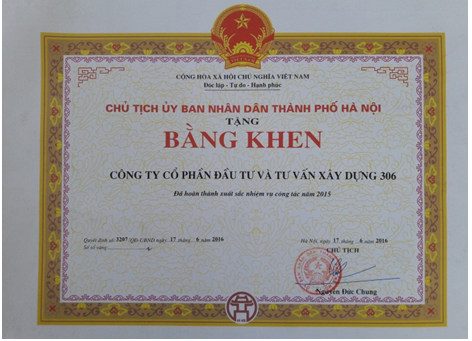 CỘNG HÒA XÃ HỘI CHỦ NGHĨA VIỆT NAM
Độc lập - Tự do - Hạnh phúc
CHỦ TỊCH ỦY BAN NHÂN DÂN THÀNH PHỐ HÀ NỘI
TẶNG
BẰNG KHEN
CÔNG TY CỔ PHẦN ĐẦU TƯ VÀ TƯ VẤN XÂY DỰNG 306
Đã hoàn thành xuất sắc nhiệm vụ công tác năm 2015
Quyết định số 3207 /QĐ-UBND ngày 17 tháng 6 năm 2016
Sổ số vàng
Hà Nội, ngày 17 tháng 6 năm 2016
CHỦ TỊCH
Nguyễn Đức Chung